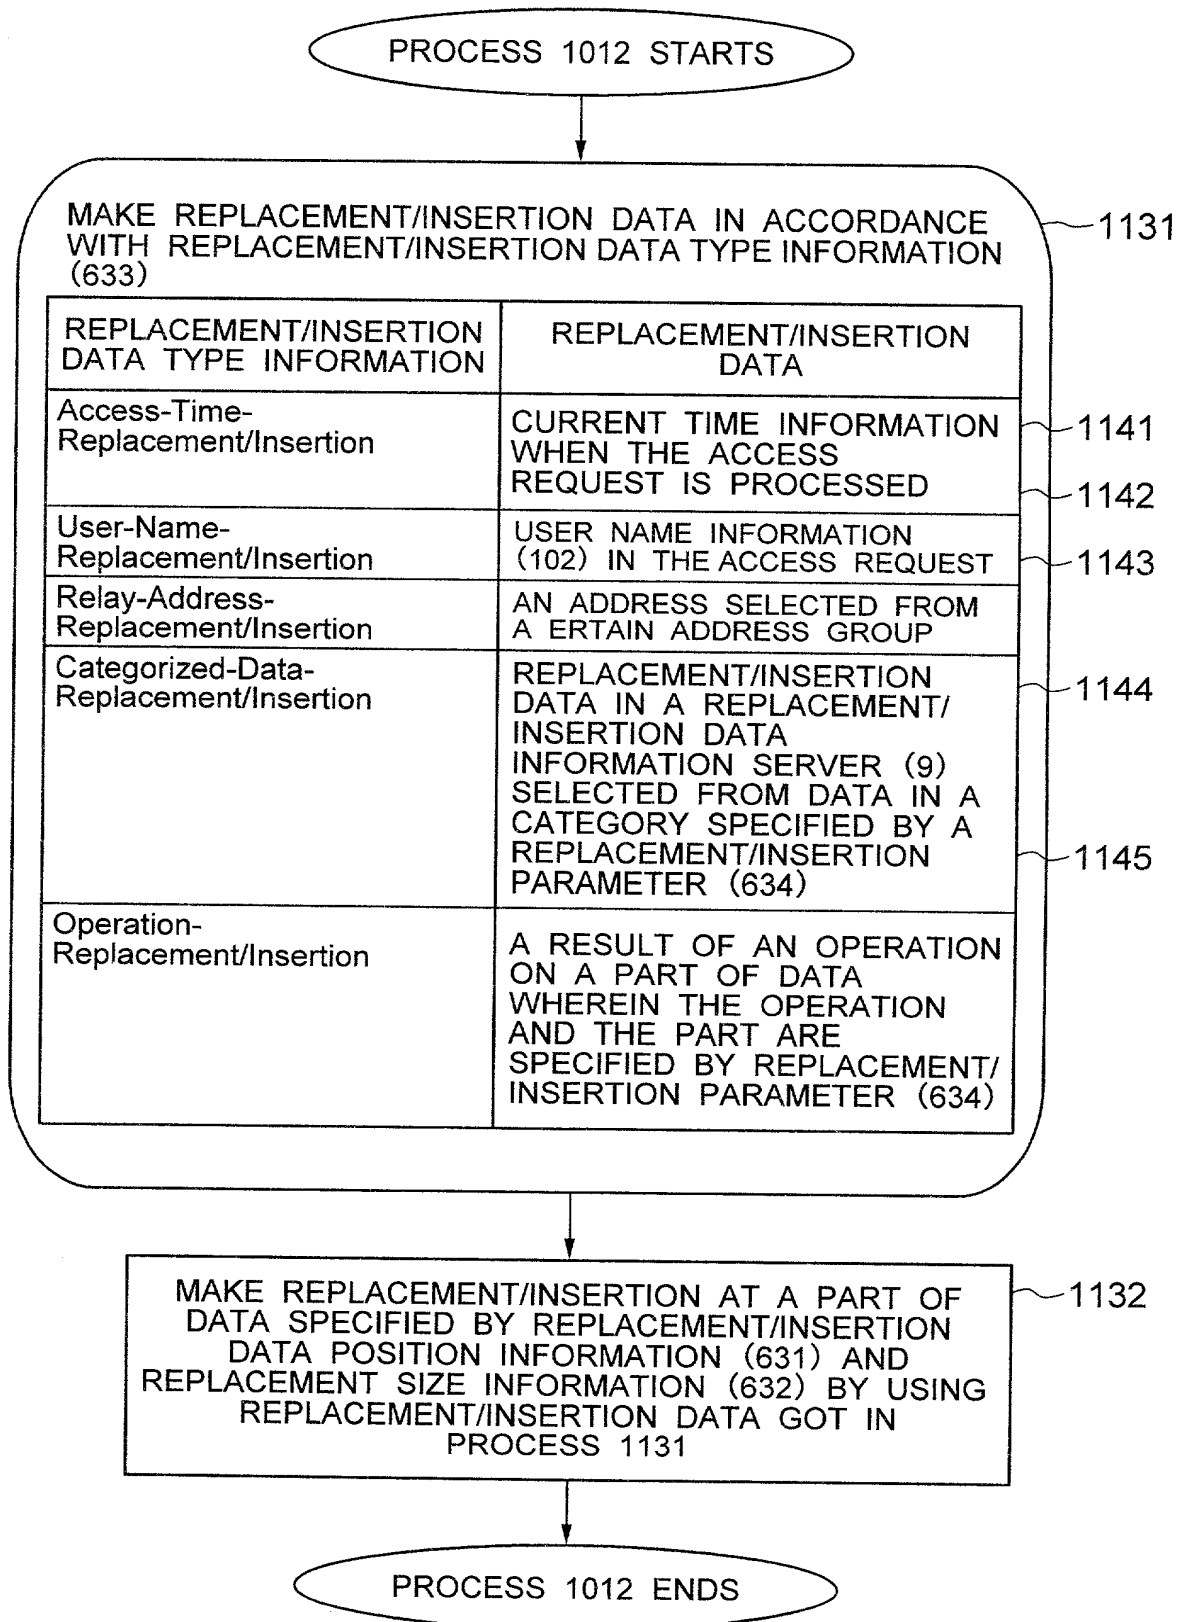 PROCESS 1012 STARTS
MAKE REPLACEMENT/INSERTION DATA IN ACCORDANCE
WITH REPLACEMENT/INSERTION DATA TYPE INFORMATION
(633)
1131
REPLACEMENT/INSERTION
DATA TYPE INFORMATION
REPLACEMENT/INSERTION
DATA
Access-Time-
Replacement/Insertion
CURRENT TIME INFORMATION
WHEN THE ACCESS
REQUEST IS PROCESSED
1141
1142
User-Name-
Replacement/Insertion
USER NAME INFORMATION
(102) IN THE ACCESS REQUEST
1143
Relay-Address-
Replacement/Insertion
AN ADDRESS SELECTED FROM
A ERTAIN ADDRESS GROUP
Categorized-Data-
Replacement/Insertion
REPLACEMENT/INSERTION
DATA IN A REPLACEMENT/
INSERTION DATA
INFORMATION SERVER (9)
SELECTED FROM DATA IN A
CATEGORY SPECIFIED BY A
REPLACEMENT/INSERTION
PARAMETER (634)
1144
1145
Operation-
Replacement/Insertion
A RESULT OF AN OPERATION
ON A PART OF DATA
WHEREIN THE OPERATION
AND THE PART ARE
SPECIFIED BY REPLACEMENT/
INSERTION PARAMETER (634)
MAKE REPLACEMENT/INSERTION AT A PART OF
DATA SPECIFIED BY REPLACEMENT/INSERTION
DATA POSITION INFORMATION (631) AND
REPLACEMENT SIZE INFORMATION (632) BY USING
REPLACEMENT/INSERTION DATA GOT IN
PROCESS 1131
1132
PROCESS 1012 ENDS